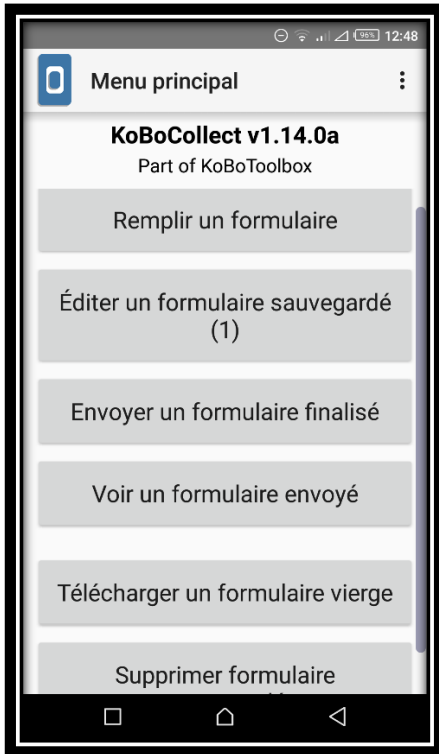 96% 12:48
Menu principal
KoBoCollect v1.14.0a
Part of KoBoToolbox
Remplir un formulaire
Éditer un formulaire sauvegardé
(1)
Envoyer un formulaire finalisé
Voir un formulaire envoyé
Télécharger un formulaire vierge
Supprimer formulaire